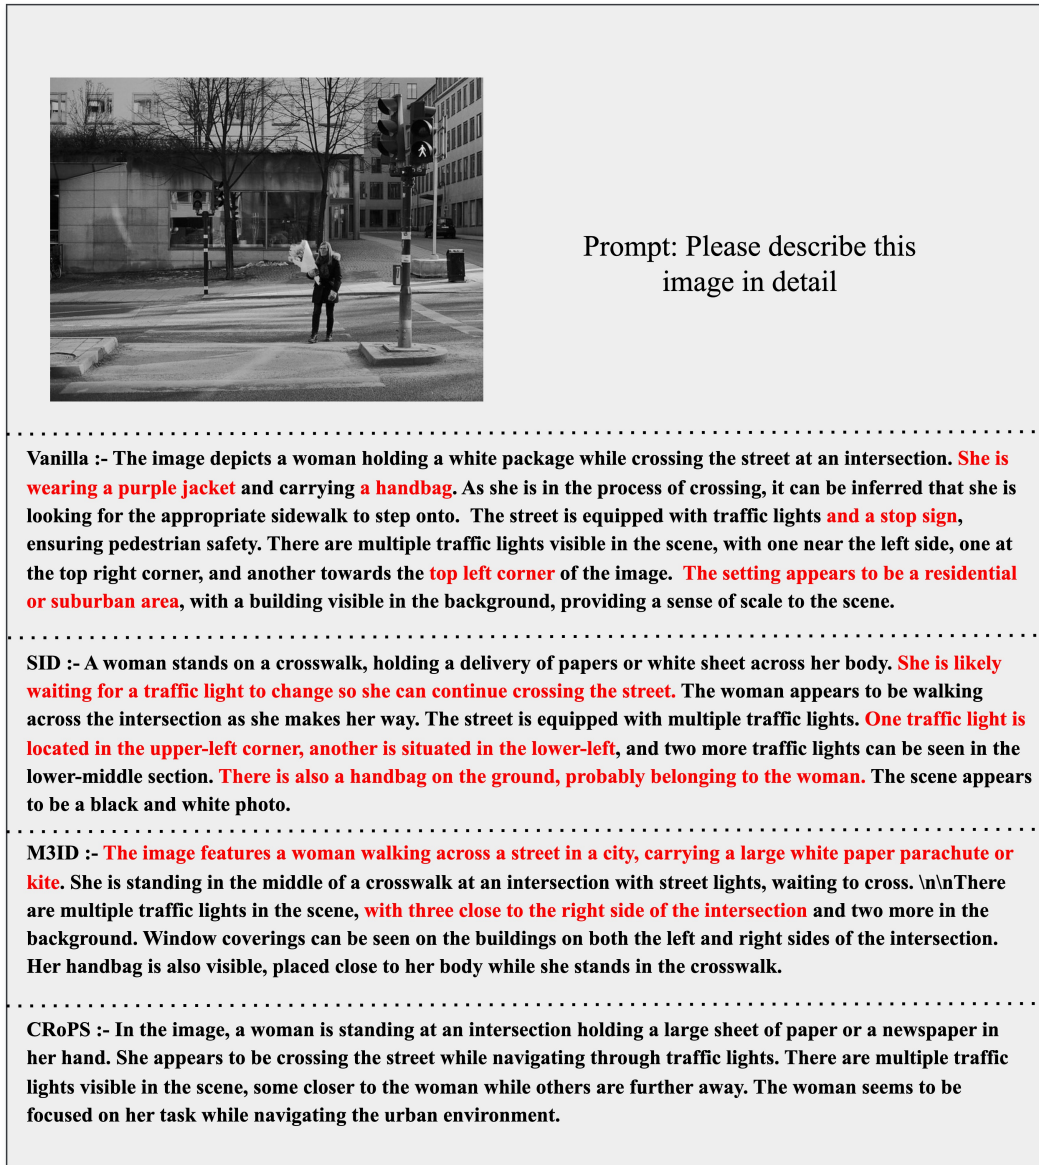 Prompt: Please describe this
image in detail
Vanilla :- The image depicts a woman holding a white package while crossing the street at an intersection. She is
wearing a purple jacket and carrying a handbag. As she is in the process of crossing, it can be inferred that she is
looking for the appropriate sidewalk to step onto.  The street is equipped with traffic lights and a stop sign,
ensuring pedestrian safety. There are multiple traffic lights visible in the scene, with one near the left side, one at
the top right corner, and another towards the top left corner of the image.  The setting appears to be a residential
or suburban area, with a building visible in the background, providing a sense of scale to the scene.
SID :- A woman stands on a crosswalk, holding a delivery of papers or white sheet across her body. She is likely
waiting for a traffic light to change so she can continue crossing the street. The woman appears to be walking
across the intersection as she makes her way. The street is equipped with multiple traffic lights. One traffic light is
located in the upper-left corner, another is situated in the lower-left, and two more traffic lights can be seen in the
lower-middle section. There is also a handbag on the ground, probably belonging to the woman. The scene appears
to be a black and white photo.
M3ID :- The image features a woman walking across a street in a city, carrying a large white paper parachute or
kite. She is standing in the middle of a crosswalk at an intersection with street lights, waiting to cross. \n\nThere
are multiple traffic lights in the scene, with three close to the right side of the intersection and two more in the
background. Window coverings can be seen on the buildings on both the left and right sides of the intersection.
Her handbag is also visible, placed close to her body while she stands in the crosswalk.
CRoPS :- In the image, a woman is standing at an intersection holding a large sheet of paper or a newspaper in
her hand. She appears to be crossing the street while navigating through traffic lights. There are multiple traffic
lights visible in the scene, some closer to the woman while others are further away. The woman seems to be
focused on her task while navigating the urban environment.